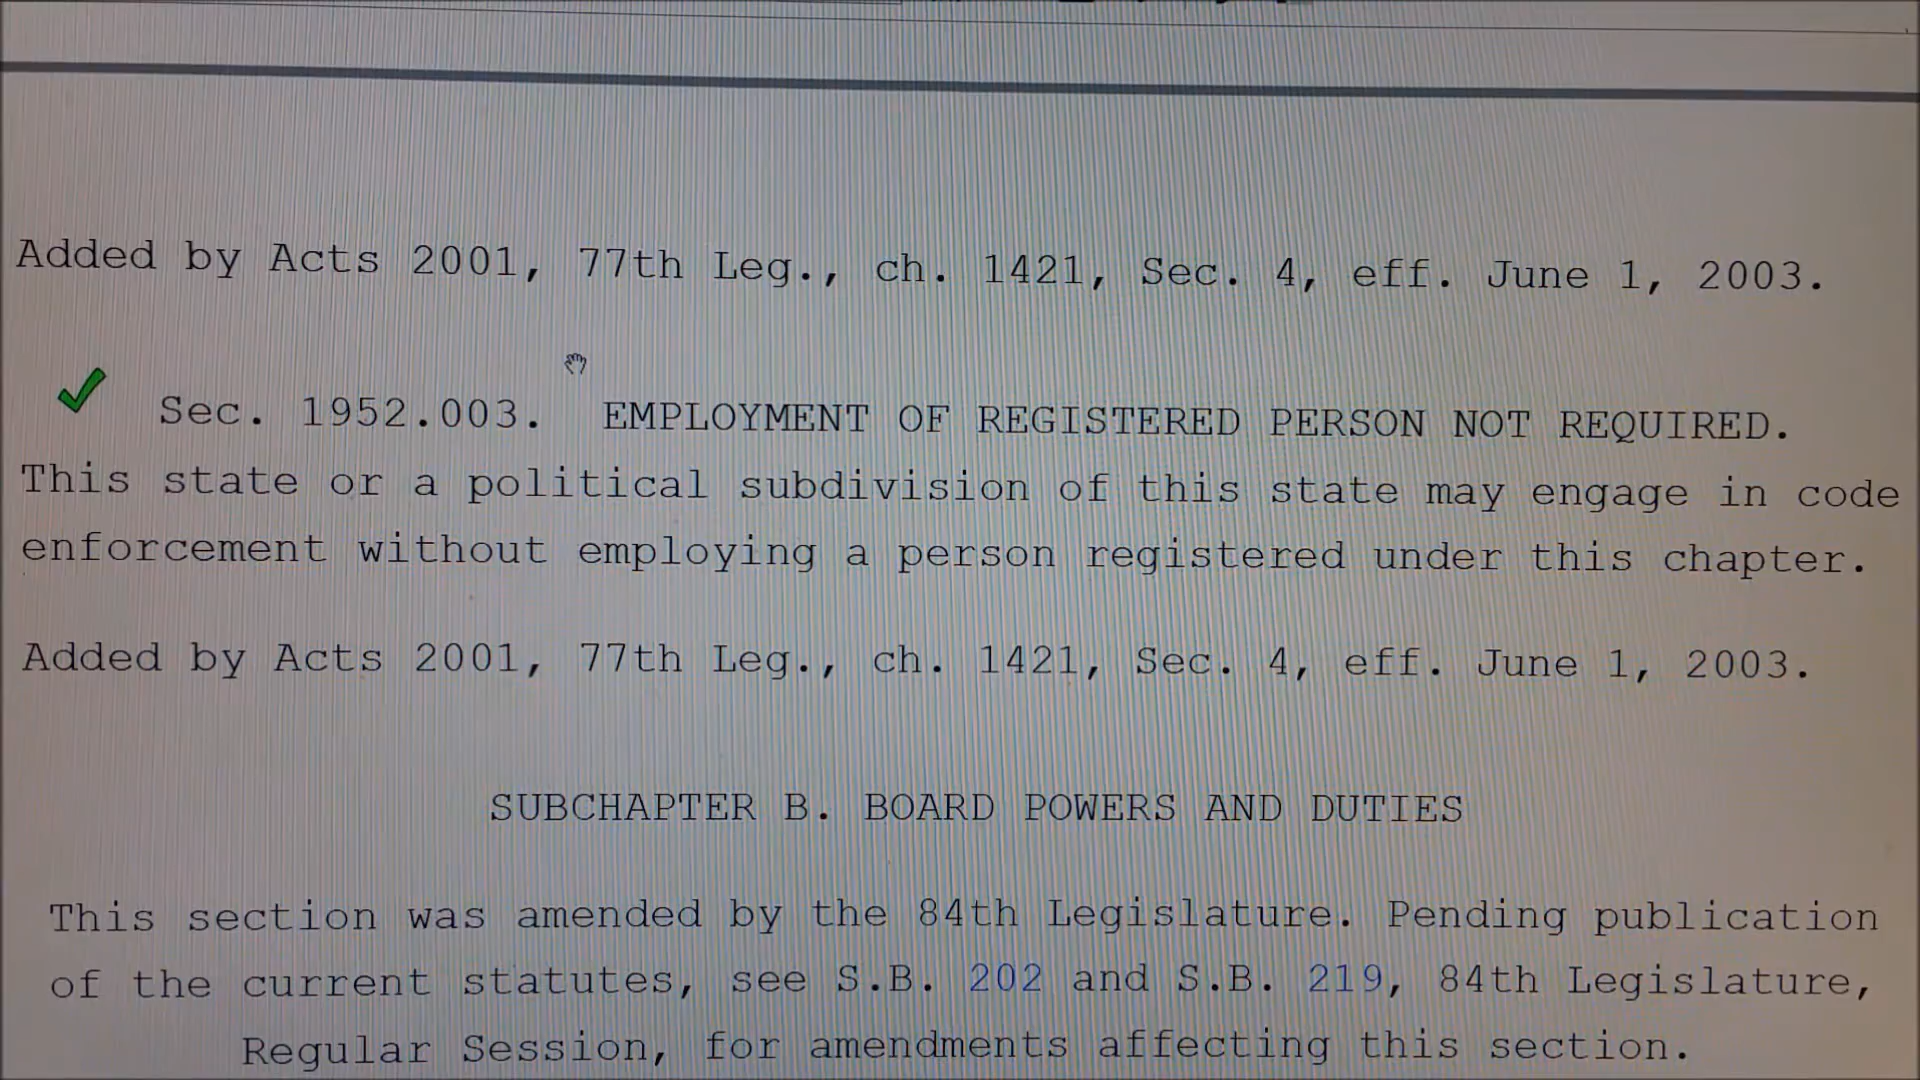 Added by Acts 2001, 77th Leg., ch. 1421, Sec. 4, eff. June 1, 2003.
Sec. 1952.003. EMPLOYMENT OF REGISTERED PERSON NOT REQUIRED.
This state or a political subdivision of this state may engage in code
enforcement without employing a person registered under this chapter.
Added by Acts 2001, 77th Leg., ch. 1421, Sec. 4, eff. June 1, 2003.
SUBCHAPTER B. BOARD POWERS AND DUTIES
This section was amended by the 84th Legislature. Pending publication
of the current statutes, see S.B. 202 and S.B. 219, 84th Legislature,
Regular Session, for amendments affecting this section.